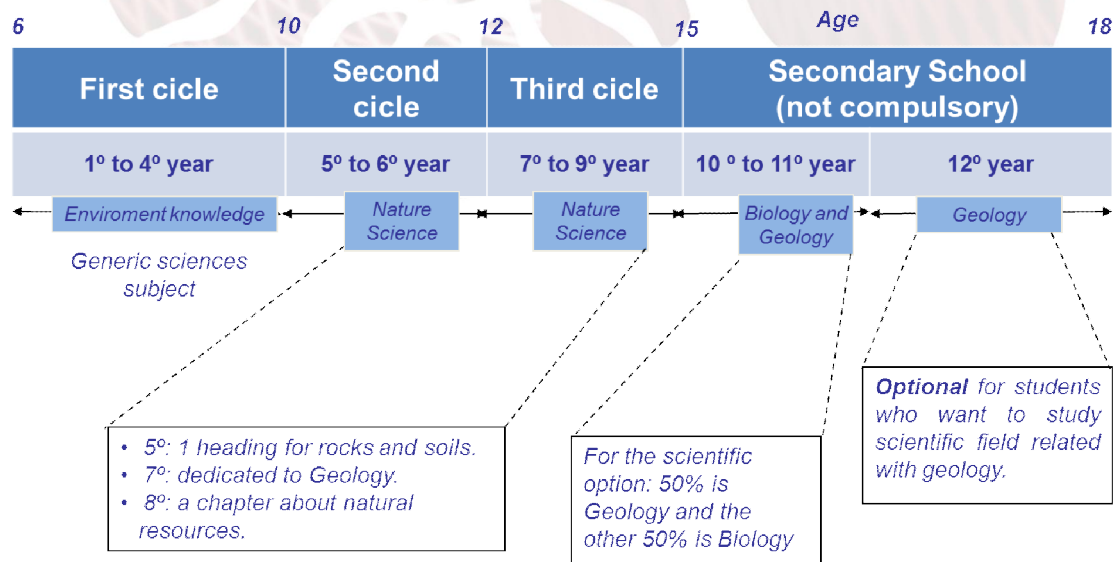 6 10 12 15 Age 18
First cicle
Second
cicle
Third cicle
Secondary School
(not compulsory)
1º to 4º year
5º to 6º year
7º to 9º year
10 º to 11º year
12º year
Enviroment knowledge
Nature
Science
Nature
Science
Biology and
Geology
Geology
Generic sciences
subject
• 5º: 1 heading for rocks and soils.
• 7º: dedicated to Geology.
• 8º: a chapter about natural
resources.
For the scientific
option: 50% is
Geology and the
other 50% is Biology
Optional for students
who want to study
scientific field related
with geology.